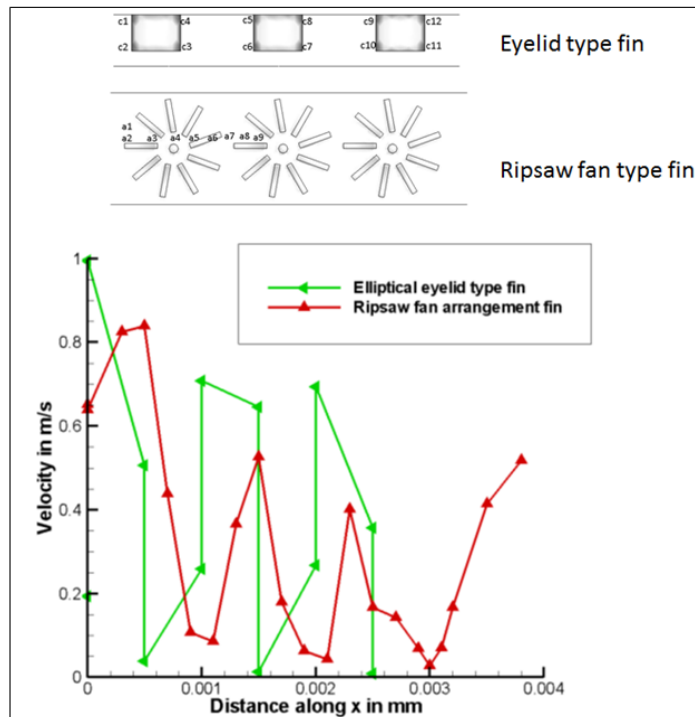 c1 c4 c5 c8 c9 c12
c2 c3 c6 c7 c10 c11
Eyelid type fin
a1
a2 a3 a4 a5 a6 a7 a8 a9
Ripsaw fan type fin
Elliptical eyelid type fin
Ripsaw fan arrangement fin
1
0.8
0.6
0.4
0.2
0
Velocity in m/s
0 0.001 0.002 0.003 0.004
Distance along x in mm